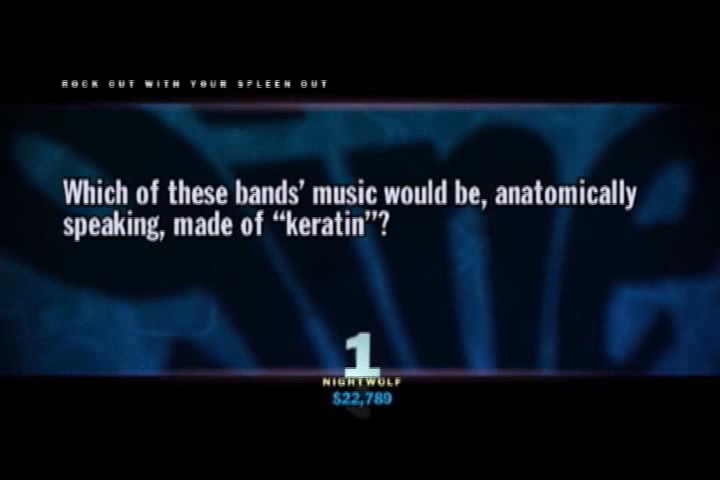 ROCK OUT WITH YOUR SPLEEN OUT
Which of these bands' music would be, anatomically
speaking, made of “keratin”?
1
NIGHTWOLF
$22,789